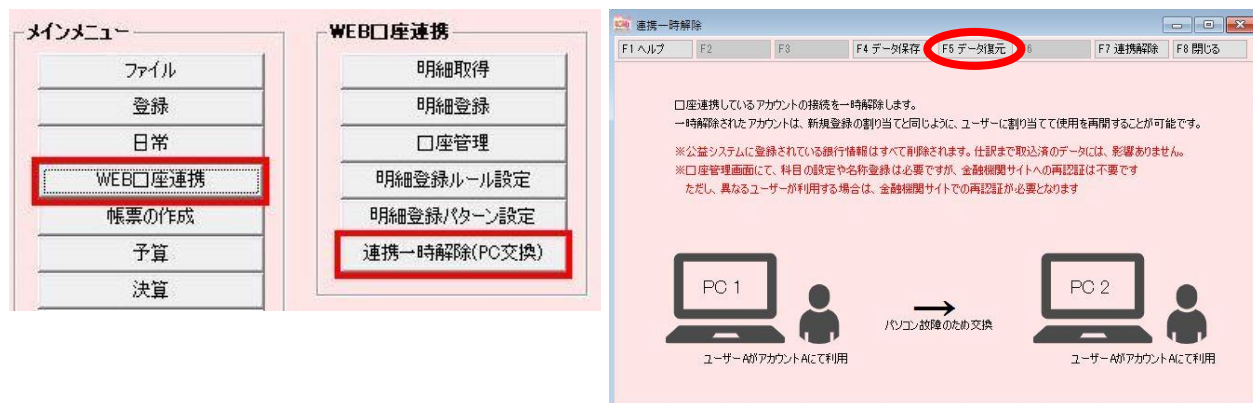 メインメニュー
ファイル
登録
日常
WEB口座連携
帳票の作成
予算
決算
WEB口座連携
明細取得
明細登録
口座管理
明細登録ルール設定
明細登録パターン設定
連携一時解除(PC交換)
連携一時解除
F1 ヘルプ F2 F3 F4 データ保存 F5 データ復元 6 F7 連携解除 F8 閉じる
口座連携しているアカウントの接続を一時解除します。
一時解除されたアカウントは、新規登録の割り当てと同じように、ユーザーに割り当てて使用を再開することが可能です。
※公益システムに登録されている銀行情報はすべて削除されます。仕訳まで取込済のデータには、影響ありません。
※口座管理画面にて、科目の設定や名称登録は必要ですが、金融機関サイトへの再認証は不要です
ただし、異なるユーザーが利用する場合は、金融機関サイトでの再認証が必要となります
PC 1
PC 2
パソコン故障のため交換
ユーザーAがアカウントAにて利用
ユーザーAがアカウントAにて利用